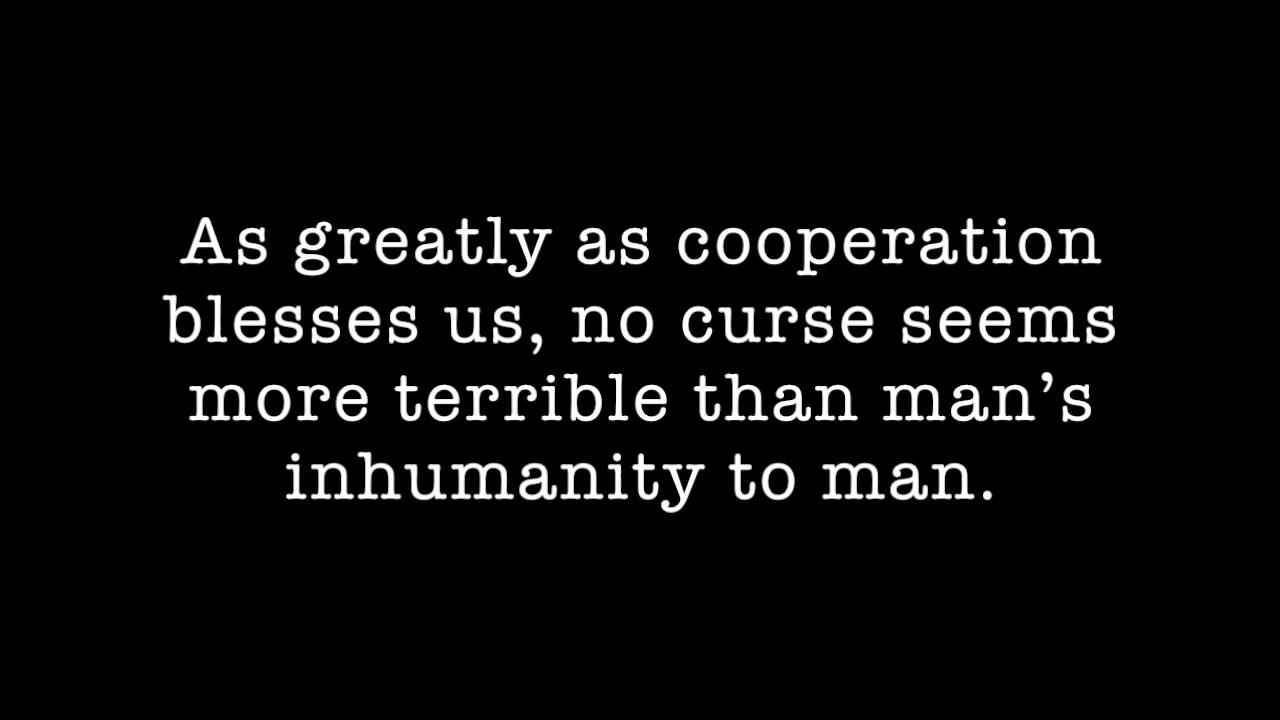 As greatly as cooperation
blesses us, no curse seems
more terrible than man’s
inhumanity to man.